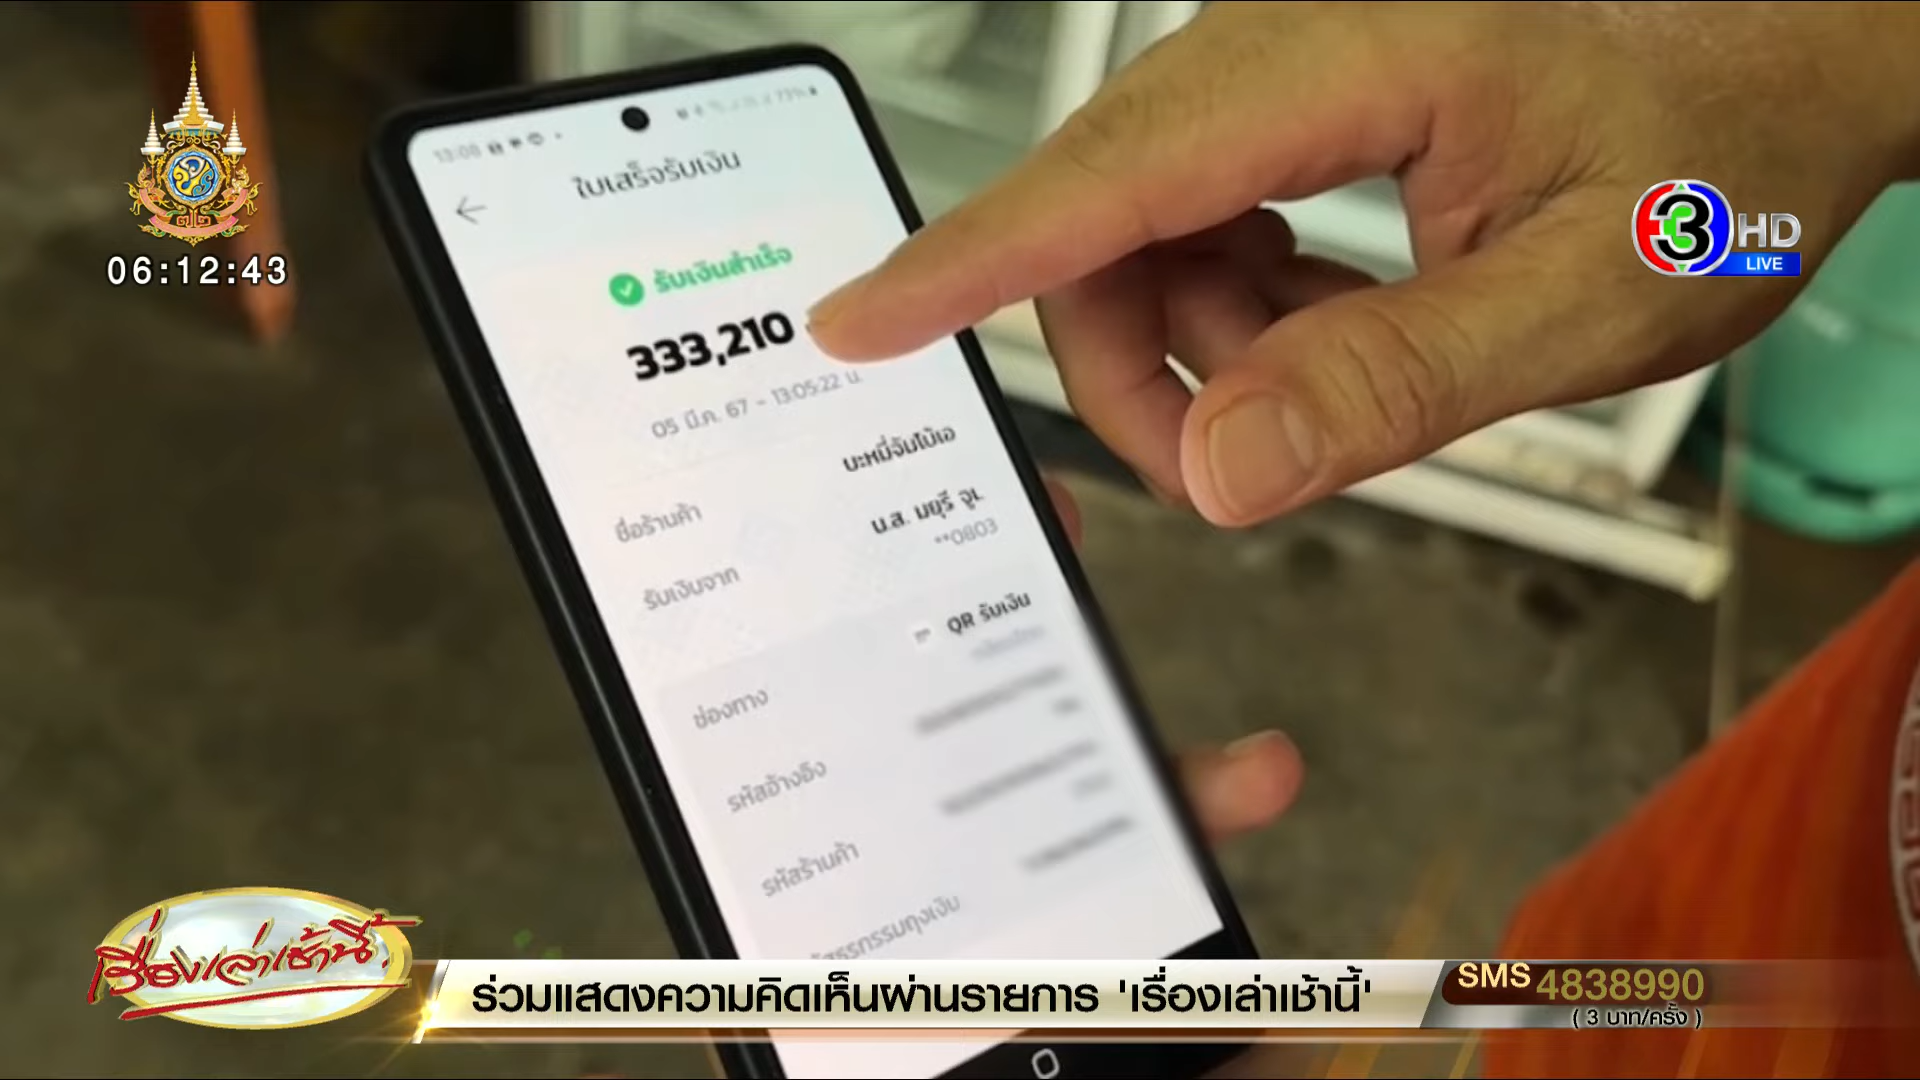 06:12:43
3 HD
LIVE
13:08
73%
ใบเสร็จรับเงิน
รับเงินสำเร็จ
333,210
05 มี.ค. 67 - 13:05:22 น.
ชื่อร้านค้า
บะหมี่จัมโบ้เอ
รับเงินจาก
น.ส. มยุรี จูเ.
**0803
ช่องทาง
QR รับเงิน
รหัสอ้างอิง
รหัสร้านค้า
เรื่องเล่าเช้านี้
ร่วมแสดงความคิดเห็นผ่านรายการ 'เรื่องเล่าเช้านี้'
SMS 4838990
( 3 บาท/ครั้ง )